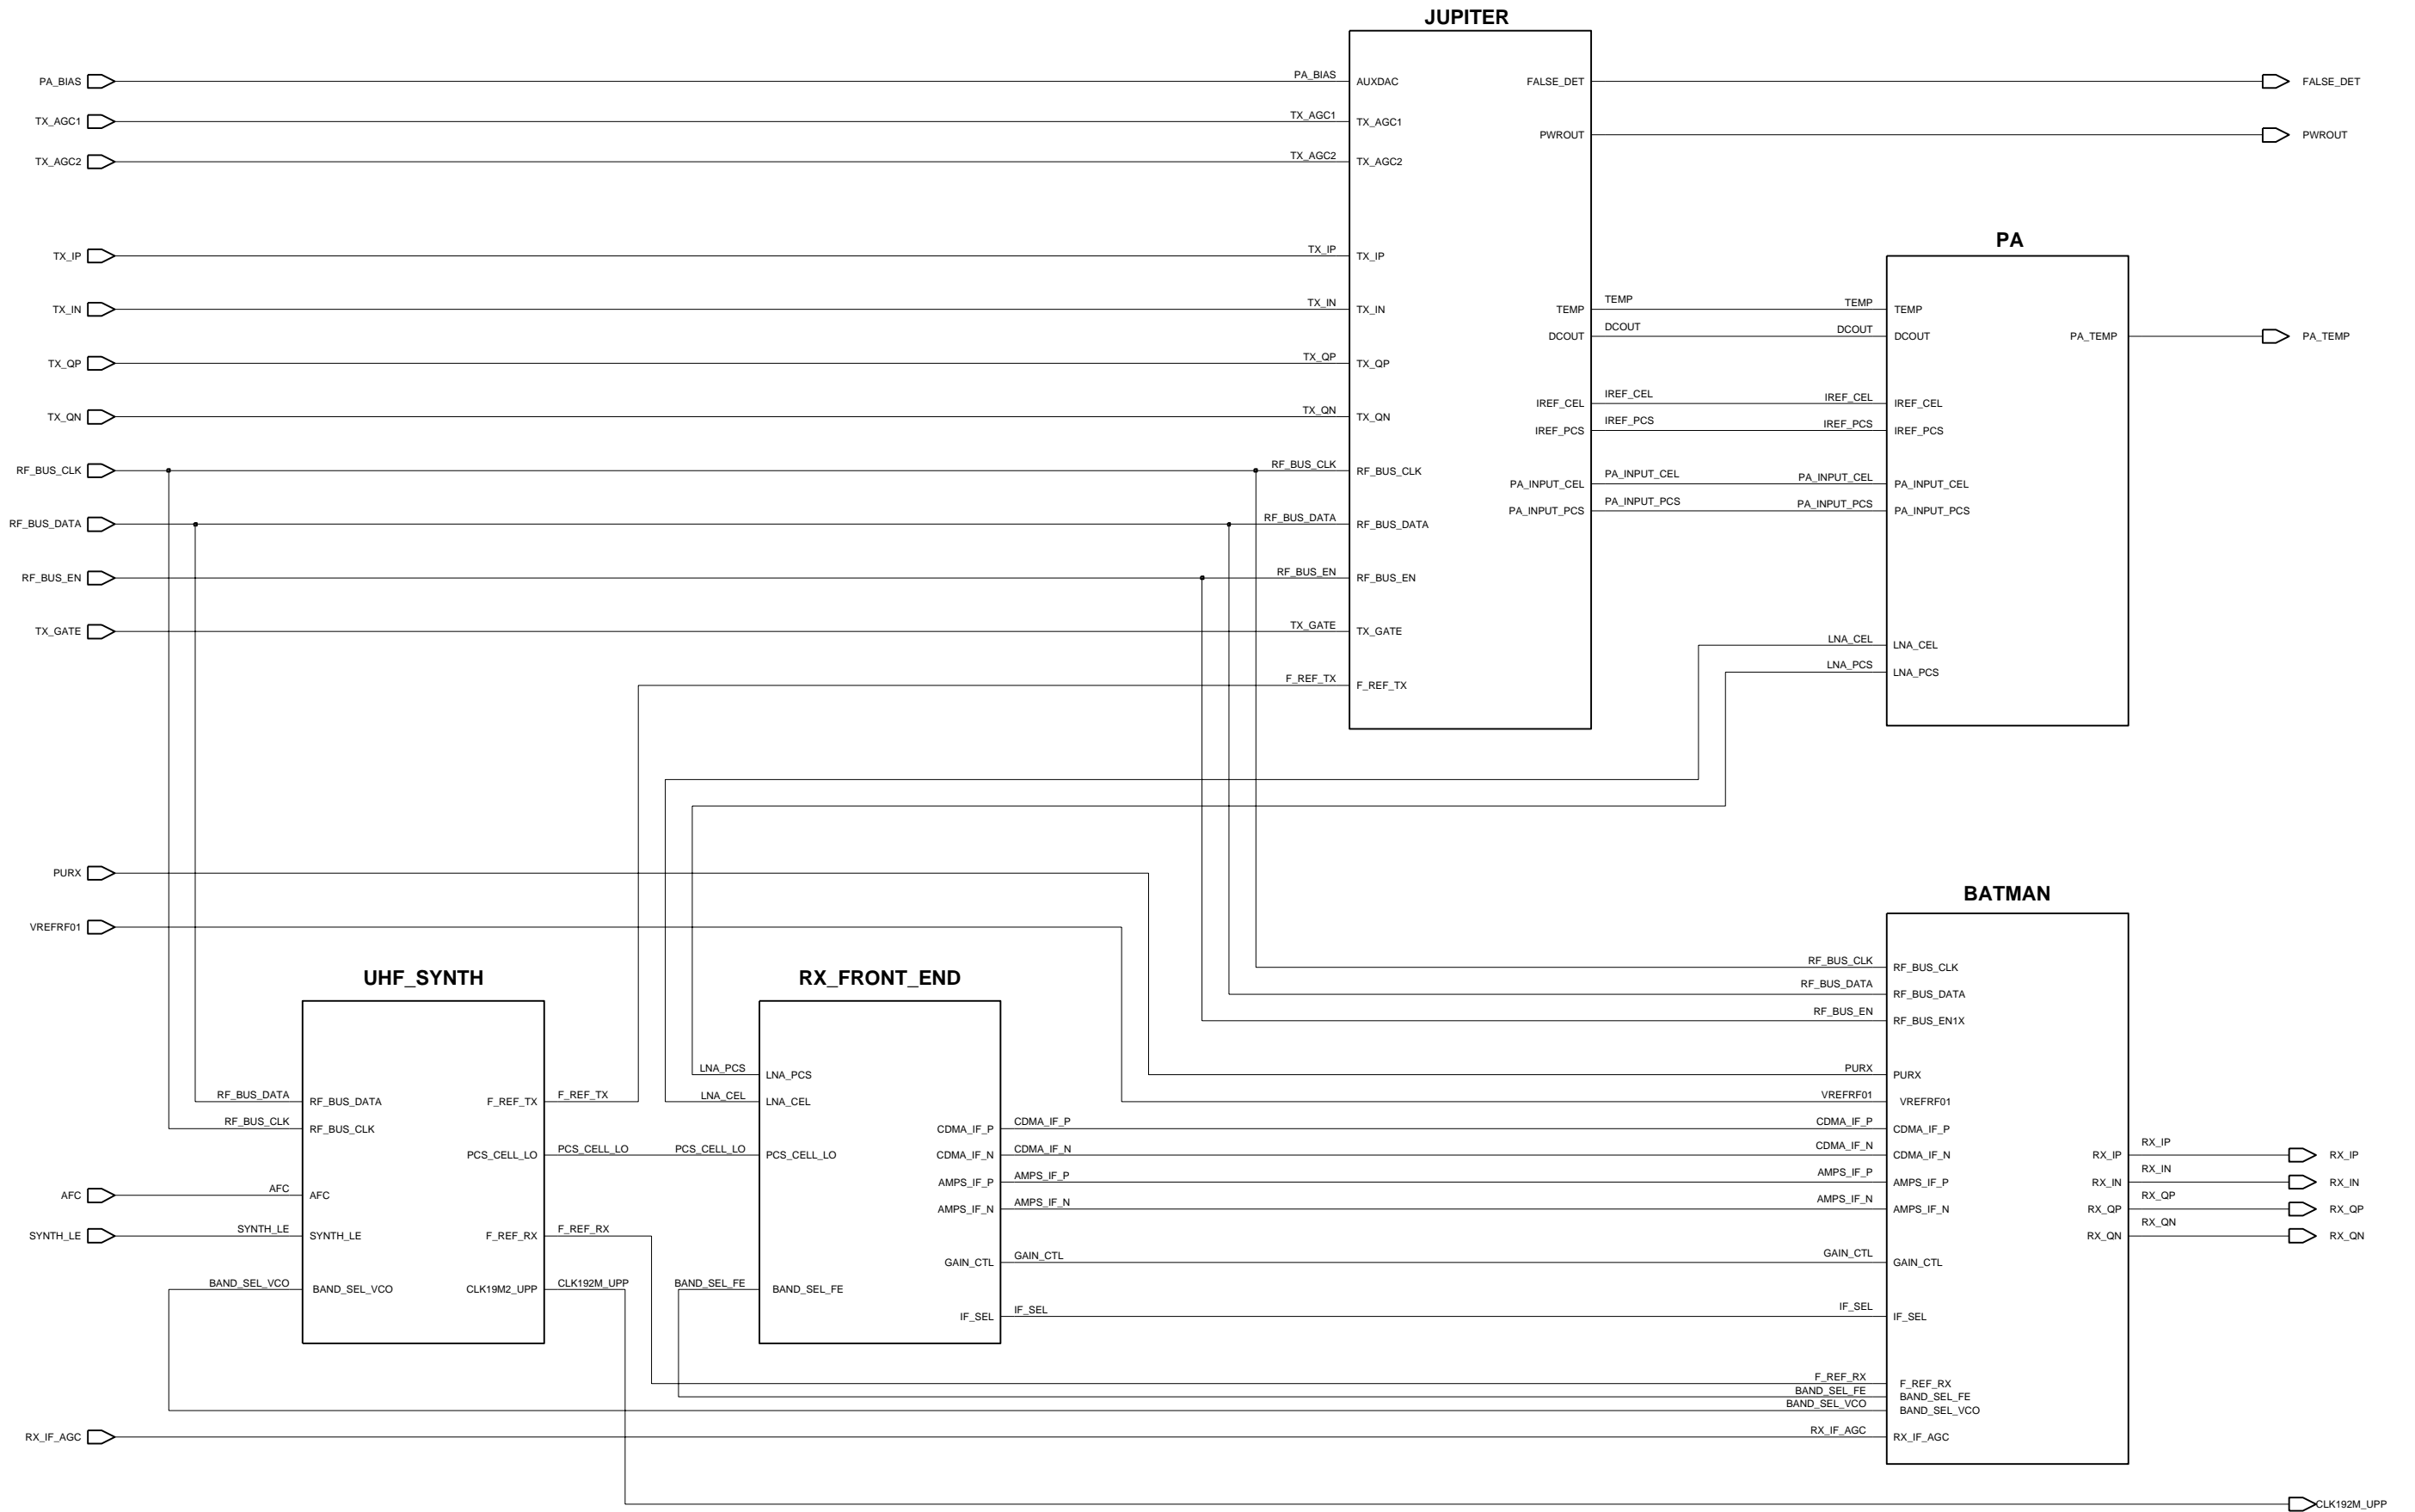 JUPITER
PA_BIAS PA_BIAS AUXDAC FALSE_DET FALSE_DET
TX_AGC1 TX_AGC1 TX_AGC1
PWROUT PWROUT
TX_AGC2 TX_AGC2 TX_AGC2
PA
TX_IP TX_IP TX_IP
TX_IN TX_IN TX_IN TEMP TEMP TEMP TEMP
DCOUT DCOUT DCOUT DCOUT PA_TEMP PA_TEMP
TX_QP TX_QP TX_QP
IREF_CEL IREF_CEL IREF_CEL IREF_CEL
TX_QN TX_QN TX_QN
IREF_PCS IREF_PCS IREF_PCS IREF_PCS
RF_BUS_CLK RF_BUS_CLK RF_BUS_CLK
PA_INPUT_CEL PA_INPUT_CEL PA_INPUT_CEL PA_INPUT_CEL
PA_INPUT_PCS PA_INPUT_PCS PA_INPUT_PCS PA_INPUT_PCS
RF_BUS_DATA RF_BUS_DATA RF_BUS_DATA
RF_BUS_EN RF_BUS_EN RF_BUS_EN
TX_GATE TX_GATE TX_GATE
LNA_CEL LNA_CEL
LNA_PCS LNA_PCS
F_REF_TX F_REF_TX
PURX
BATMAN
VREFRF01
RF_BUS_CLK RF_BUS_CLK
UHF_SYNTH RX_FRONT_END
RF_BUS_DATA RF_BUS_DATA
RF_BUS_EN RF_BUS_EN1X
LNA_PCS LNA_PCS PURX PURX
RF_BUS_DATA RF_BUS_DATA F_REF_TX F_REF_TX LNA_CEL LNA_CEL VREFRF01 VREFRF01
RF_BUS_CLK RF_BUS_CLK CDMA_IF_P CDMA_IF_P CDMA_IF_P CDMA_IF_P
PCS_CELL_LO PCS_CELL_LO PCS_CELL_LO PCS_CELL_LO CDMA_IF_N CDMA_IF_N CDMA_IF_N CDMA_IF_N RX_IP RX_IP RX_IP
AMPS_IF_P AMPS_IF_P AMPS_IF_P AMPS_IF_P RX_IN RX_IN RX_IN
AFC AFC AFC
AMPS_IF_N AMPS_IF_N AMPS_IF_N AMPS_IF_N RX_QP RX_QP RX_QP
SYNTH_LE SYNTH_LE SYNTH_LE F_REF_RX F_REF_RX RX_QN RX_QN RX_QN
GAIN_CTL GAIN_CTL GAIN_CTL GAIN_CTL
BAND_SEL_VCO BAND_SEL_VCO CLK19M2_UPP CLK192M_UPP BAND_SEL_FE BAND_SEL_FE
IF_SEL IF_SEL IF_SEL IF_SEL
F_REF_RX F_REF_RX
BAND_SEL_FE BAND_SEL_FE
BAND_SEL_VCO BAND_SEL_VCO
RX_IF_AGC RX_IF_AGC RX_IF_AGC
CLK192M_UPP